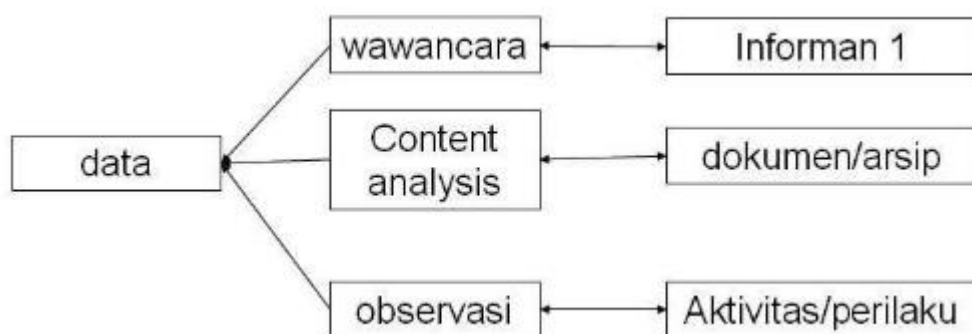 wawancara
Informan 1
data
Content
analysis
dokumen/arsip
observasi
Aktivitas/perilaku